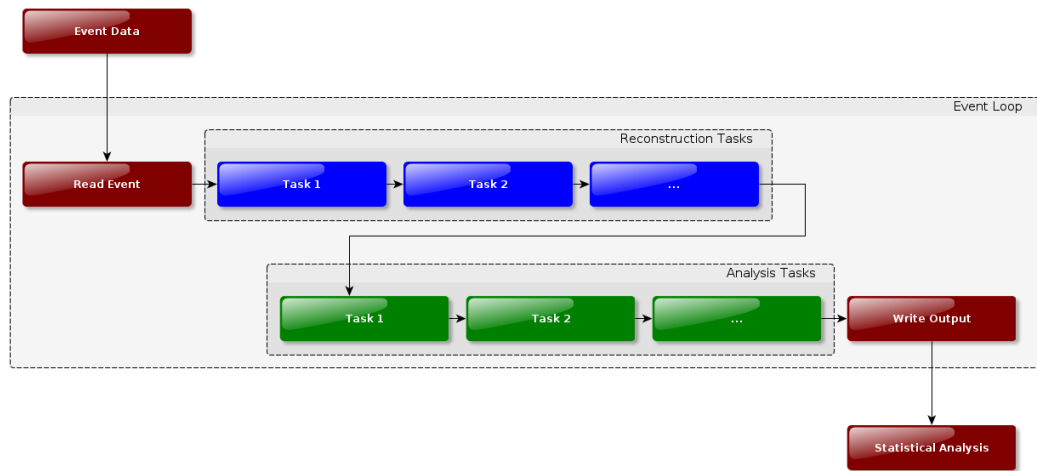 Event Data
Event Loop
Reconstruction Tasks
Read Event
Task 1
Task 2
...
Analysis Tasks
Task 1
Task 2
...
Write Output
Statistical Analysis